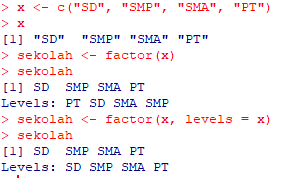 > x <- c("SD", "SMP", "SMA", "PT")
> x
[1] "SD"  "SMP" "SMA" "PT"
> sekolah <- factor(x)
> sekolah
[1] SD  SMP SMA PT
Levels: PT SD SMA SMP
> sekolah <- factor(x, levels = x)
> sekolah
[1] SD  SMP SMA PT
Levels: SD SMP SMA PT